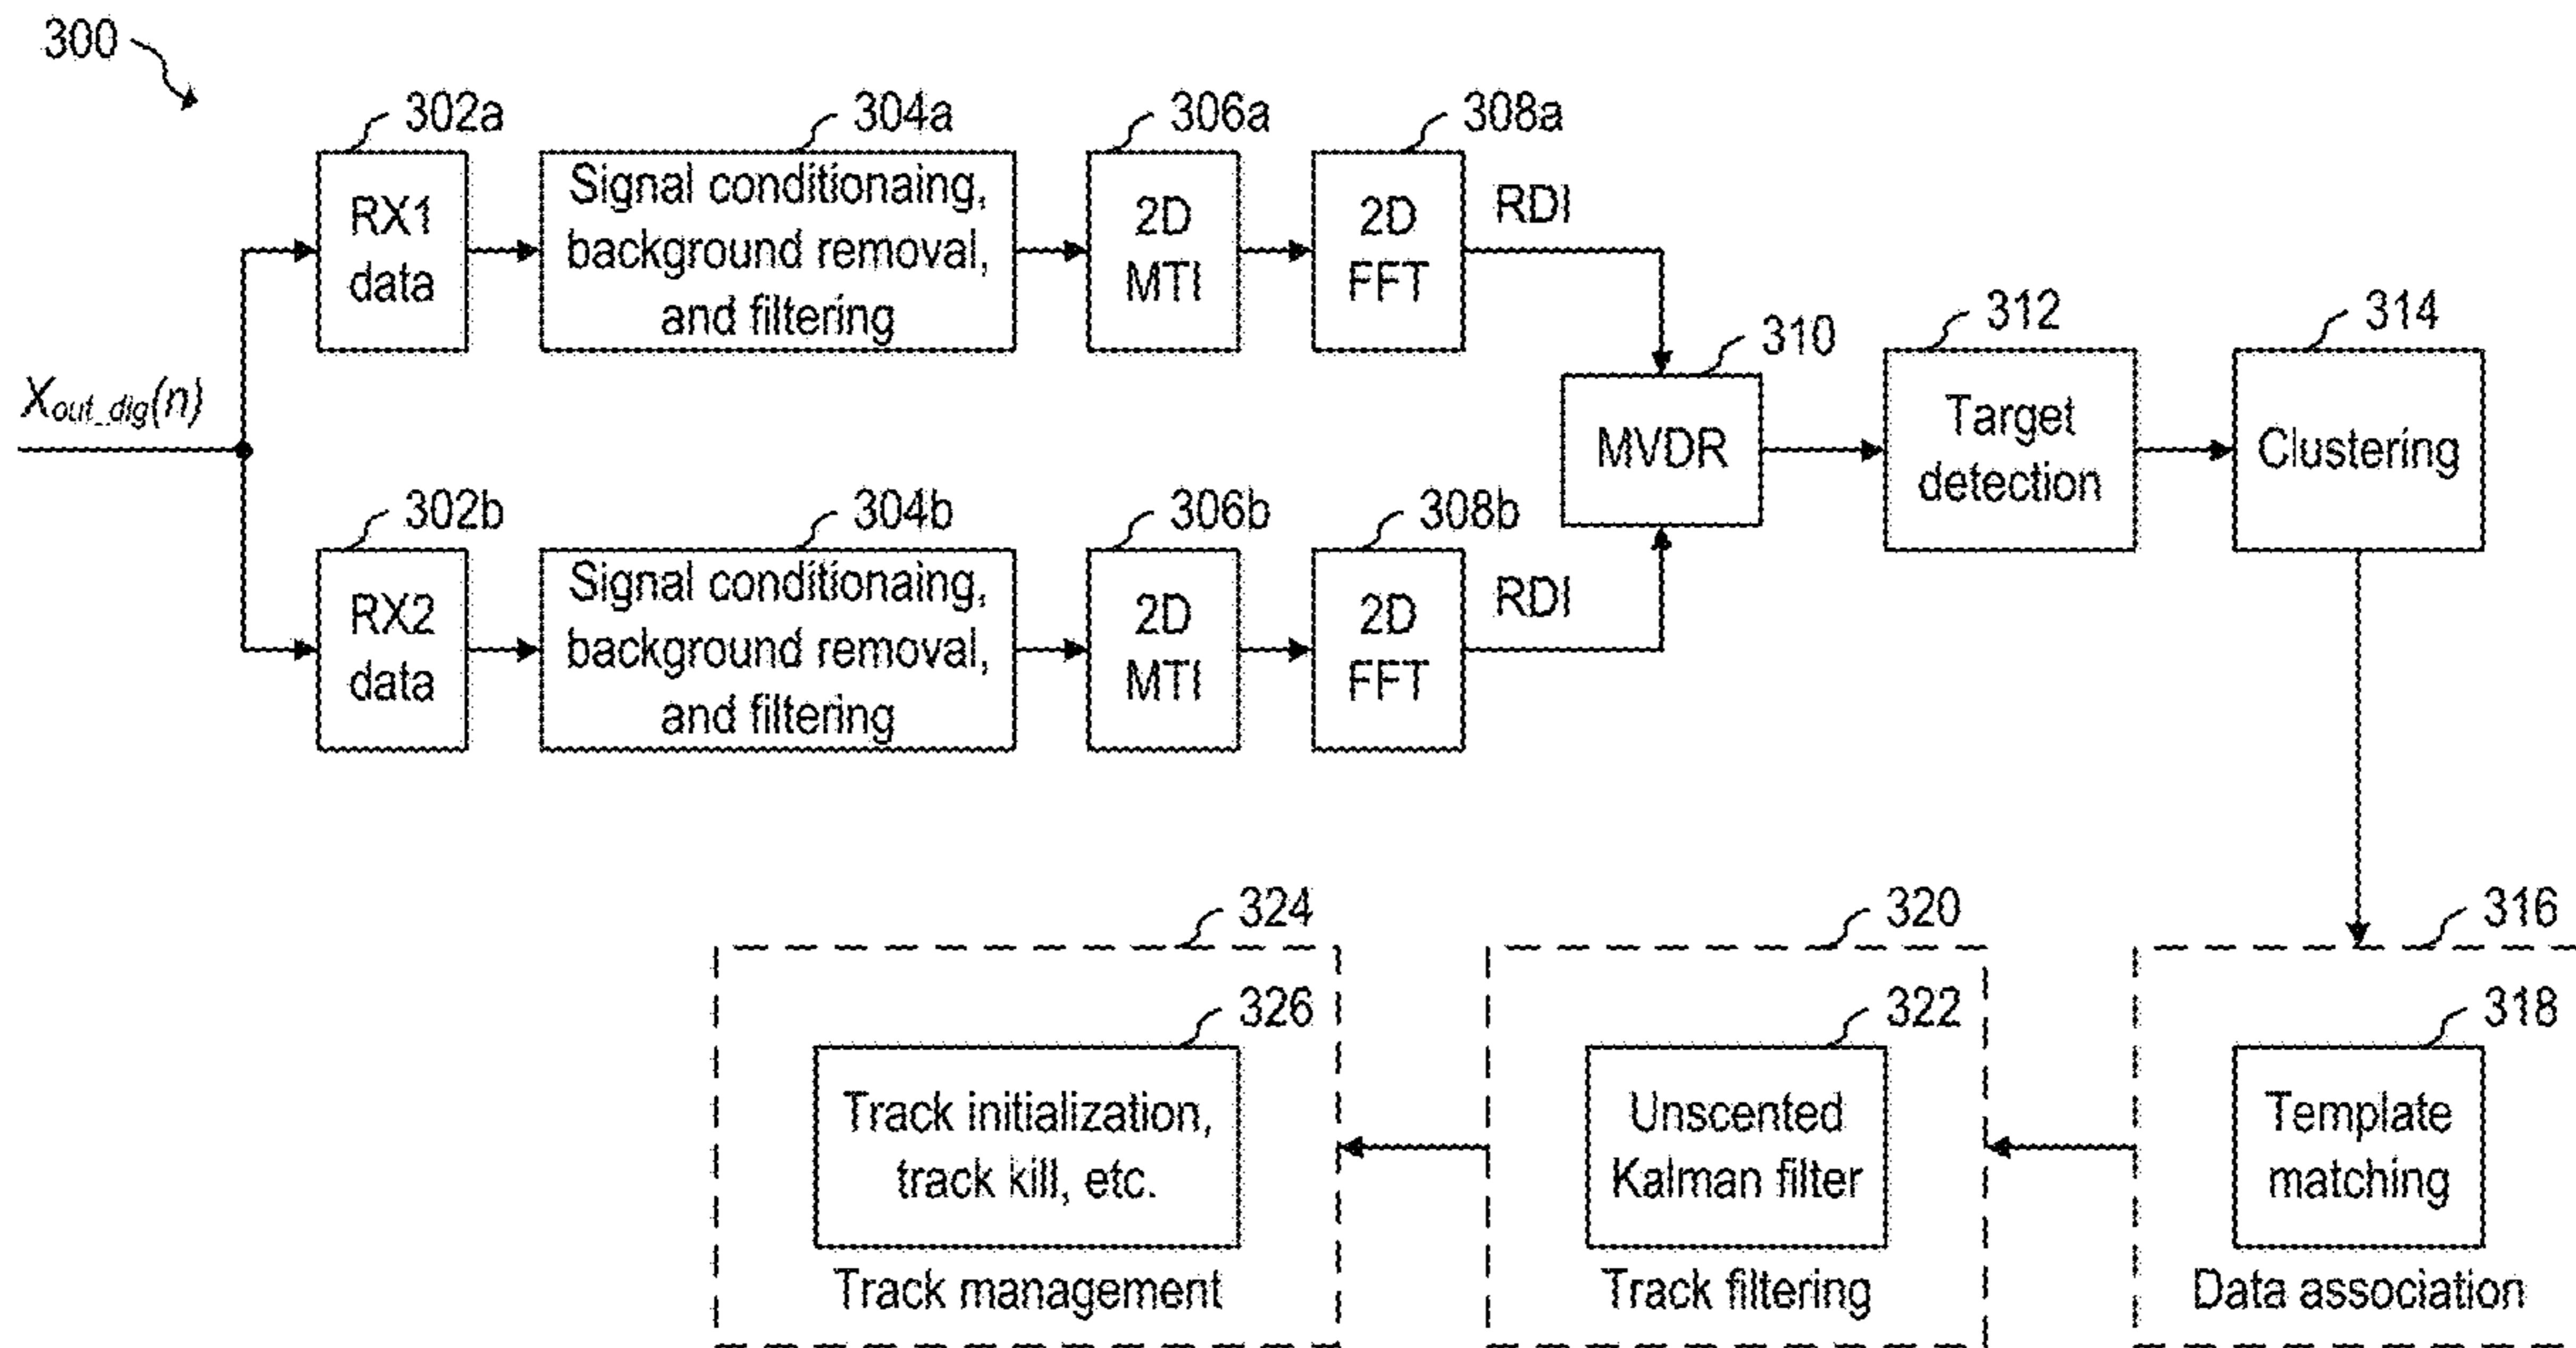 300
302a
304a
306a
308a
RX1
data
Signal conditionaing,
background removal,
and filtering
2D
MTI
2D
FFT
RDI
310
312
314
Xout_dig(n)
MVDR
Target
detection
Clustering
302b
304b
306b
308b
RX2
data
Signal conditionaing,
background removal,
and filtering
2D
MTI
2D
FFT
RDI
324
320
316
326
322
318
Track initialization,
track kill, etc.
Unscented
Kalman filter
Template
matching
Track management
Track filtering
Data association